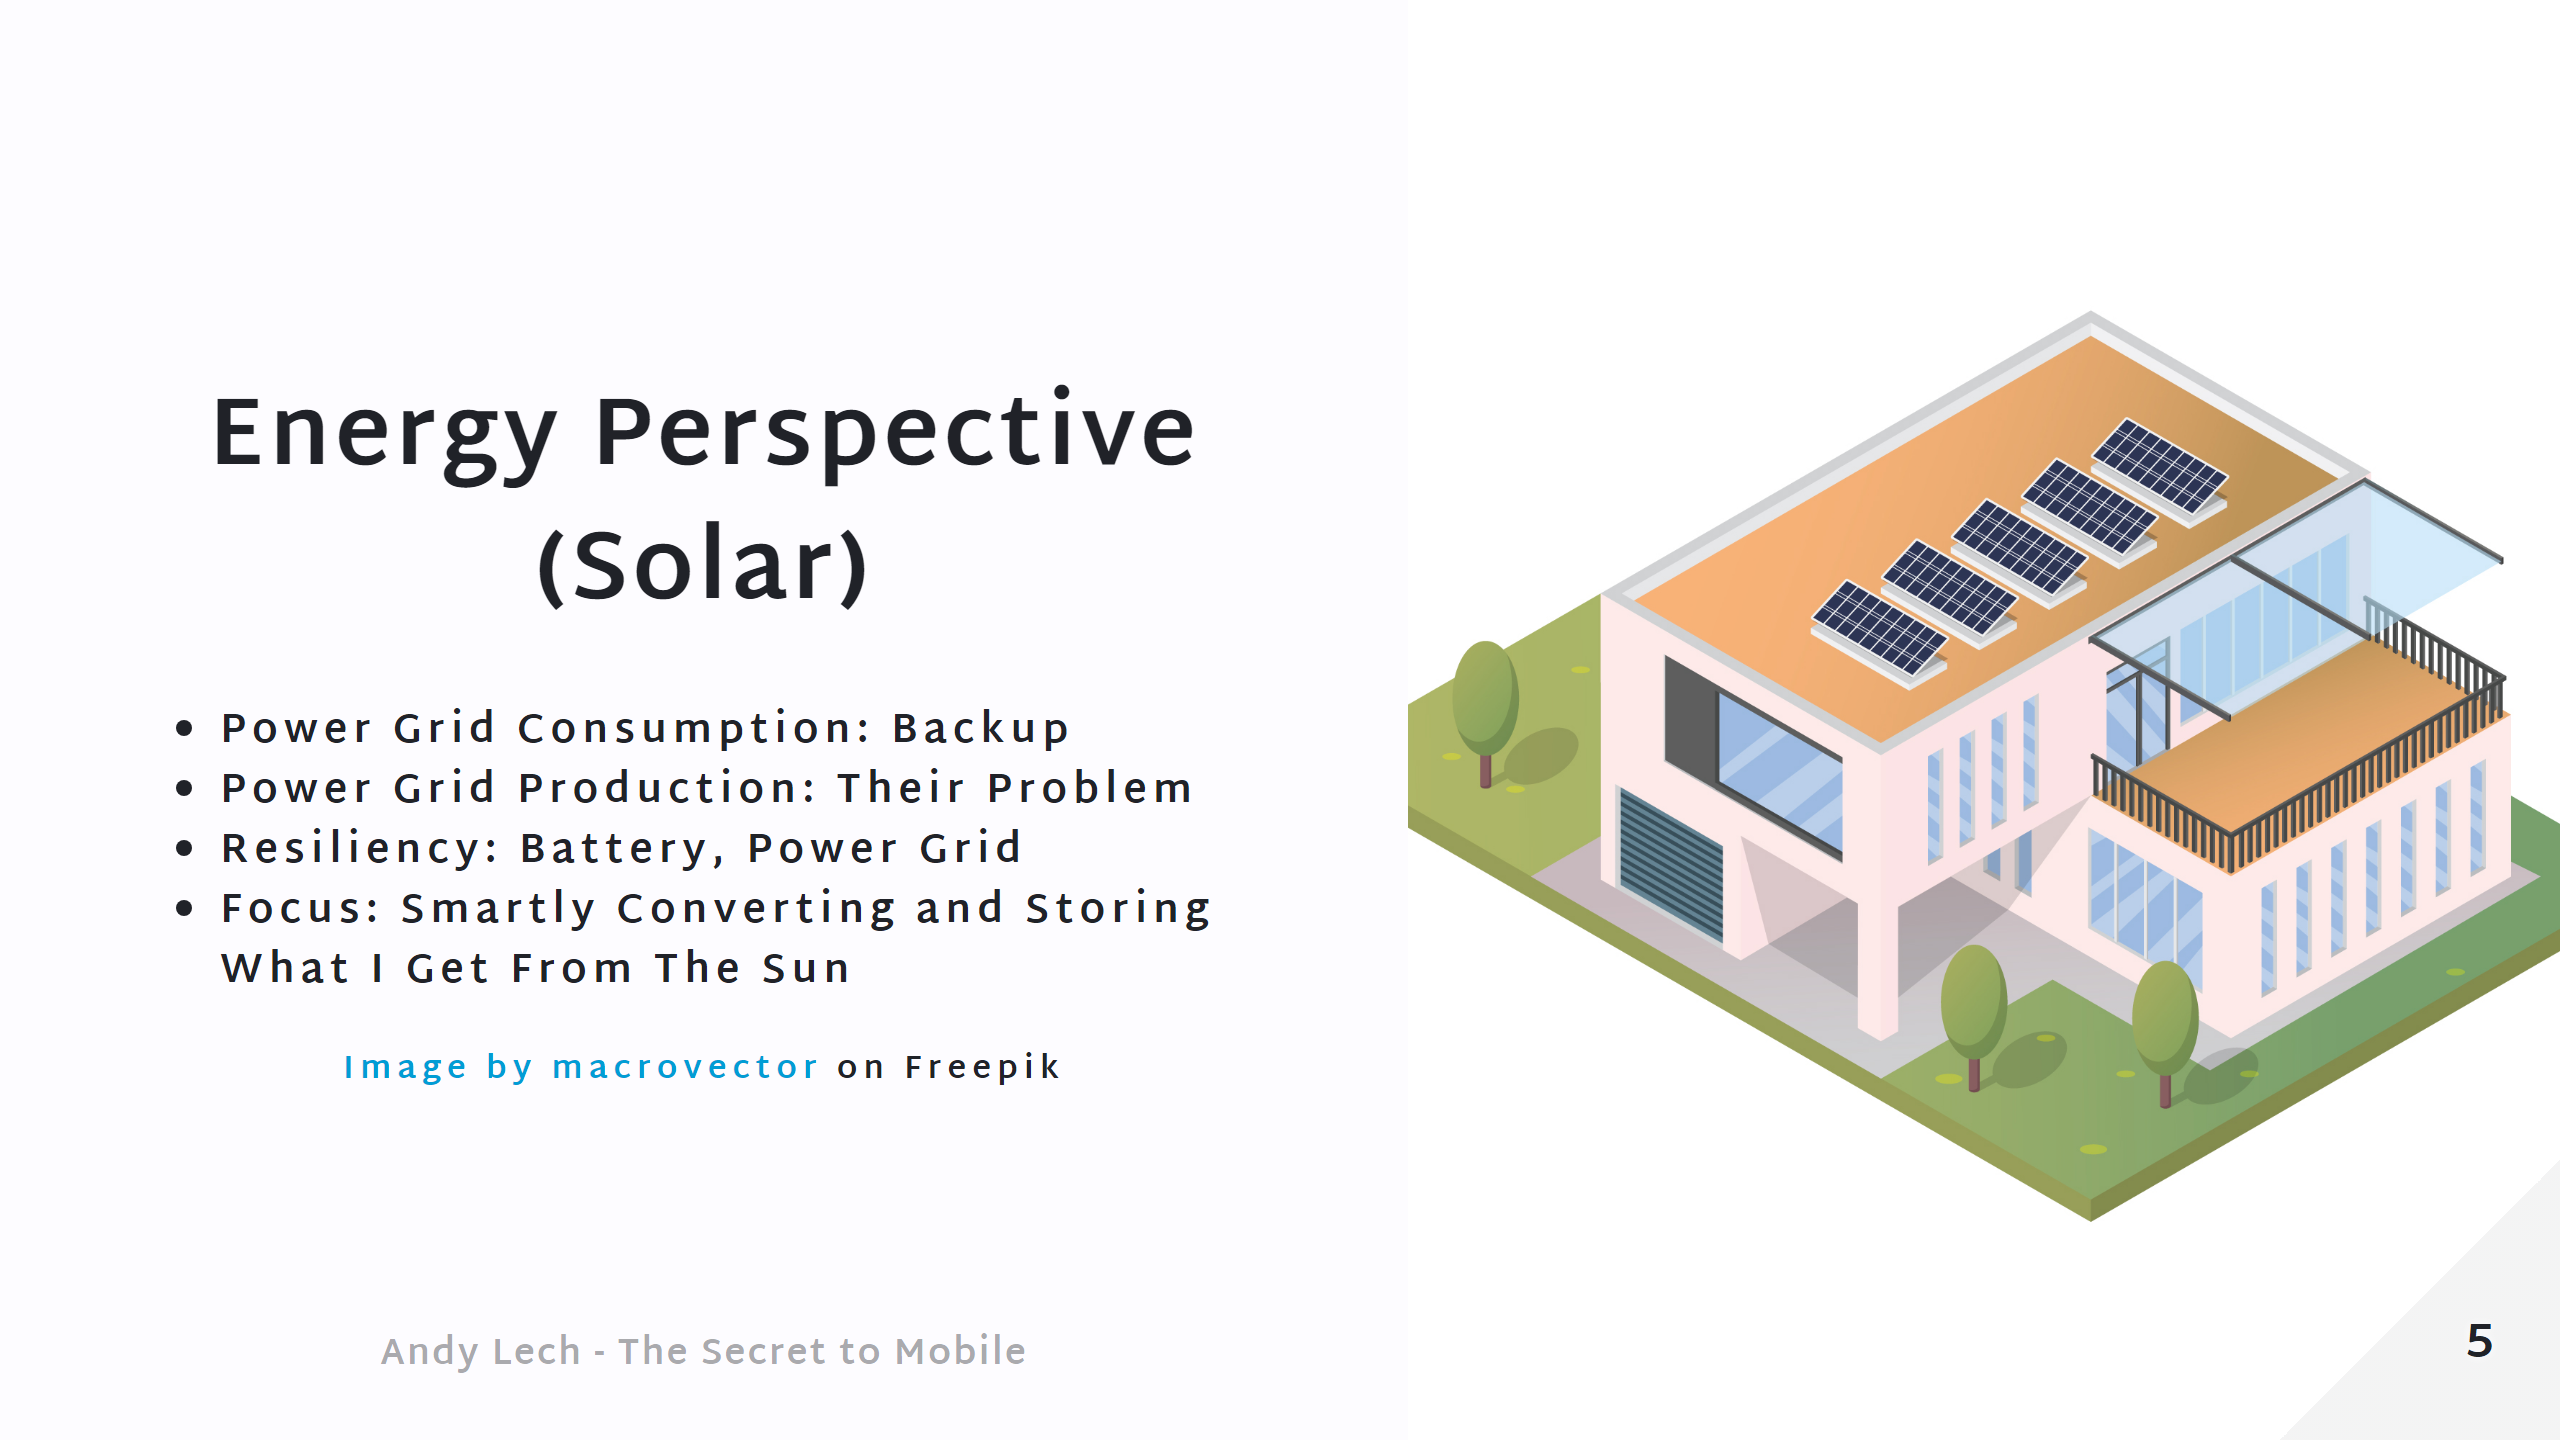 Energy Perspective
(Solar)
• Power Grid Consumption: Backup
• Power Grid Production: Their Problem
• Resiliency: Battery, Power Grid
• Focus: Smartly Converting and Storing
What I Get From The Sun
Image by macrovector on Freepik
Andy Lech - The Secret to Mobile
5